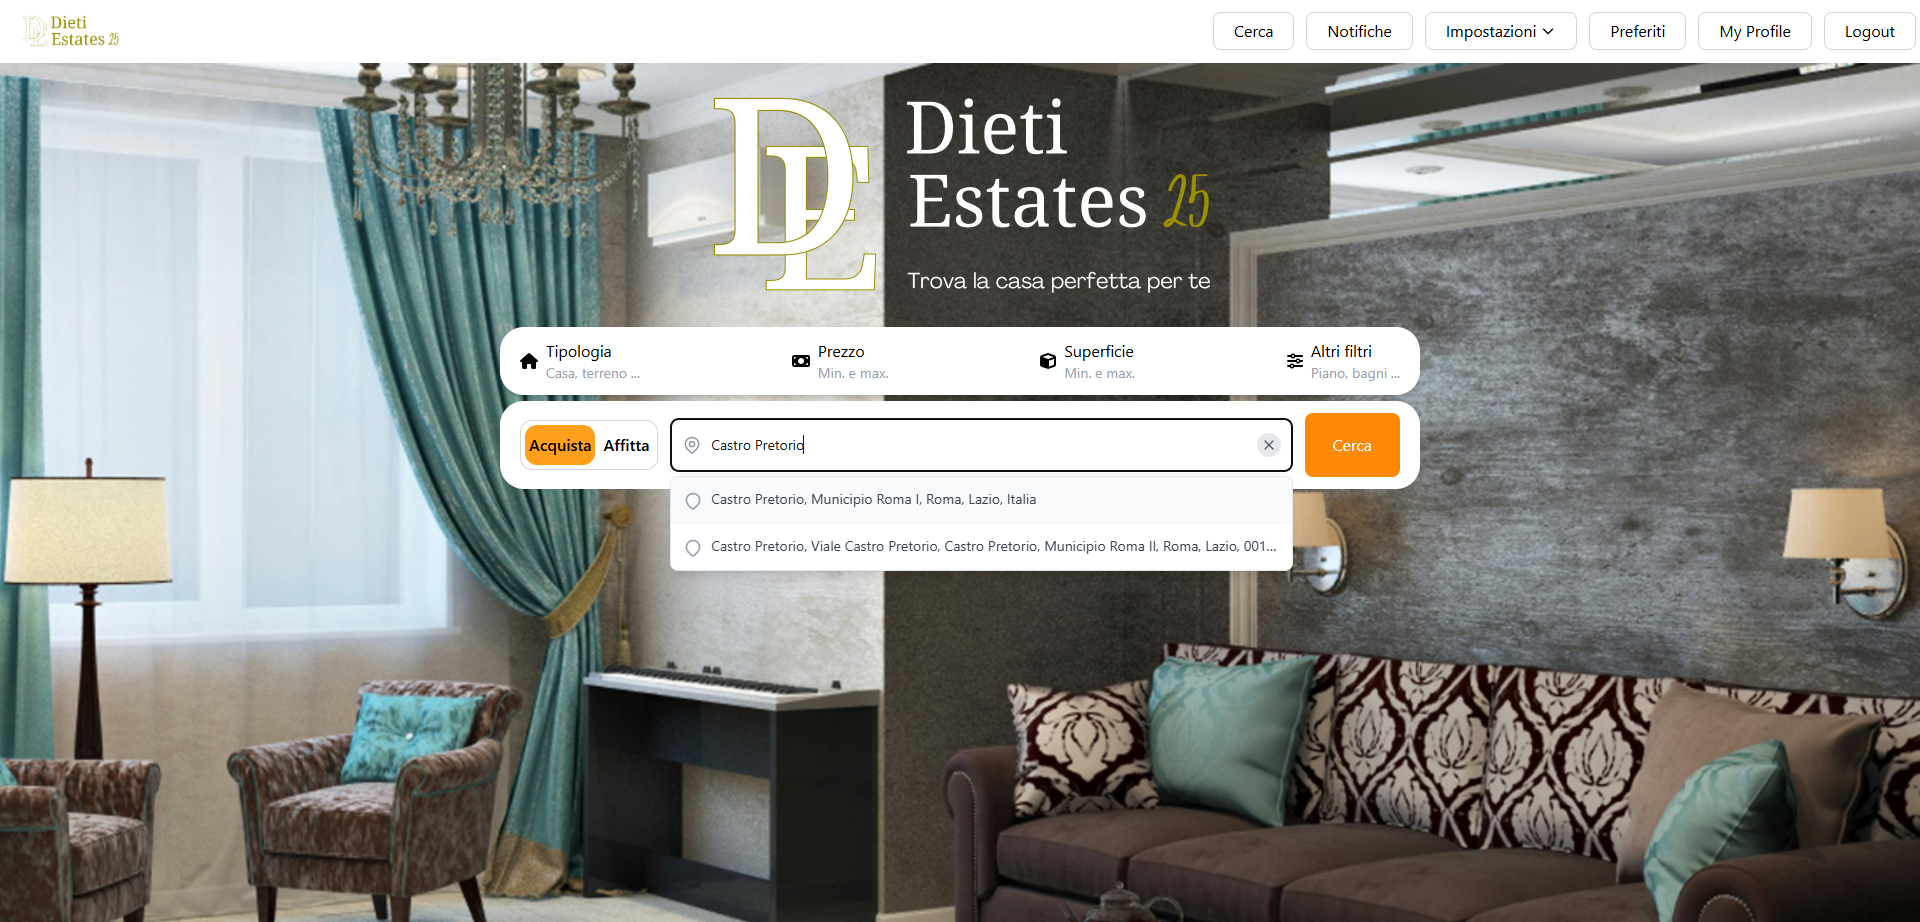 Dieti
Estates 25
Cerca
Notifiche
Impostazioni
Preferiti
My Profile
Logout
DE
Dieti
Estates 25
Trova la casa perfetta per te
Tipologia
Casa, terreno ...
Prezzo
Min. e max.
Superficie
Min. e max.
Altri filtri
Piano, bagni ...
Acquista
Affitta
Castro Pretorio
Cerca
Castro Pretorio, Municipio Roma I, Roma, Lazio, Italia
Castro Pretorio, Viale Castro Pretorio, Castro Pretorio, Municipio Roma II, Roma, Lazio, 001...